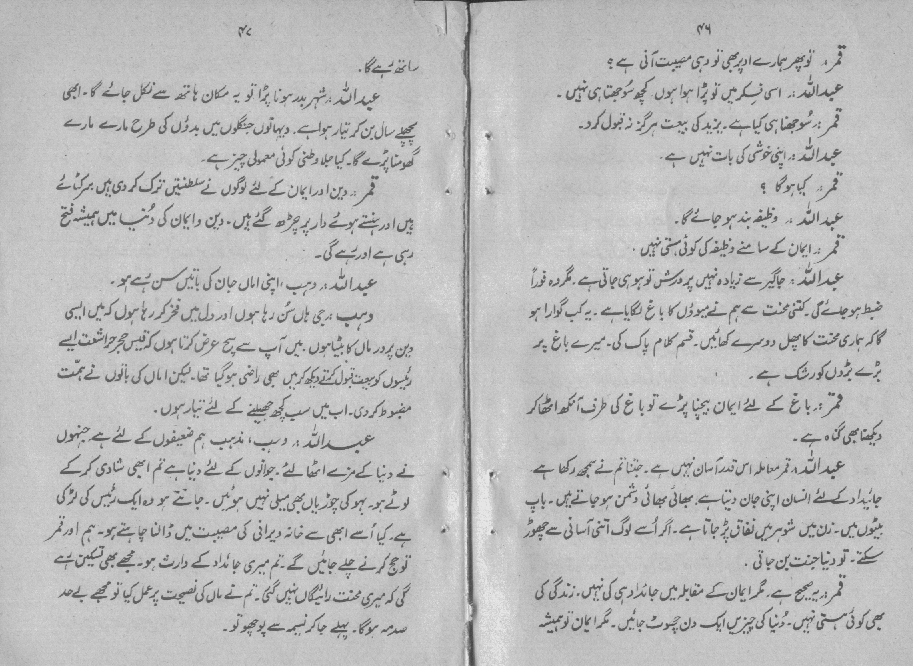 ۴۶
قمر:۔ تو پھر ہمارے اوپر بھی تو وہی مصیبت آنی ہے؟
عبداللہ:۔ اسی فکر میں تو پڑا ہوا ہوں کچھ سُوجھتا ہی نہیں۔
قمر:۔ سُوجھتا ہی کیا ہے۔ یزید کی بیعت ہرگز نہ قبول کرو۔
عبداللہ:۔ اپنی خوشی کی بات نہیں ہے۔
قمر:۔ کیا ہوگا ؟
عبداللہ:۔ وظیفہ بند ہو جائے گا۔
قمر:۔ ایمان کے سامنے وظیفہ کی کوئی ہستی نہیں۔
عبداللہ:۔ جاگیر سے زیادہ نہیں پرورش تو ہو ہی جاتی ہے۔ مگر وہ فوراً
ضبط ہو جائے گی۔ کتنی محنت سے ہم نے میووں کا باغ لگایا ہے۔ یہ کب گوارا ہو
گا کہ ہماری محنت کا پھل دوسرے کھائیں۔ قسم کلام پاک کی۔ میرے باغ پر
بڑے بڑوں کو رشک ہے۔
قمر:۔ باغ کے لئے ایمان بیچنا پڑے تو باغ کی طرف آنکھ اٹھا کر
دیکھنا بھی گناہ ہے۔
عبداللہ:۔ قمر معاملہ اس قدر آسان نہیں ہے۔ جتنا تم نے سمجھ رکھا ہے
جائیداد کے لئے انسان اپنی جان دیتا ہے، بھائی بھائی دشمن ہو جاتے ہیں۔ باپ
بیٹوں میں۔ زن میں شوہر میں نفاق پڑ جاتا ہے۔ اگر اُسے لوگ اتنی آسانی سے چھوڑ
سکتے۔ تو دنیا جنت بن جاتی۔
قمر:۔ یہ صحیح ہے۔ مگر ایمان کے مقابلہ میں جائداد ہی کی نہیں۔ زندگی کی
بھی کوئی ہستی نہیں۔ دُنیا کی چیزیں ایک دن چھوٹ جائیں۔ مگر ایمان تو ہمیشہ
۴۷
ساتھ رہے گا۔
عبداللہ:۔ شہر بدر ہونا پڑا تو یہ مکان ہاتھ سے نکل جائے گا۔ ابھی
پچھلے سال بن کر تیار ہوا ہے۔ دیہاتوں جنگلوں میں بدوؤں کی طرح مارے مارے
گھومنا پڑے گا۔ کیا جلا وطنی کوئی معمولی چیز ہے۔
قمر:۔ دین اور ایمان کے لئے لوگوں نے سلطنتیں ترک کر دی ہیں سر کٹائے
ہیں اور ہنستے ہوئے دار پر چڑھ گئے ہیں۔ دین و ایمان کی دُنیا میں ہمیشہ فتح
رہی ہے اور رہے گی۔
عبداللہ:۔ وہب اپنی اماں جان کی باتیں سن رہے ہو۔
وہب:۔ جی ہاں سُن رہا ہوں اور دل میں فخر کر رہا ہوں کہ میں ایسی
دین پرور ماں کا بیٹا ہوں۔ میں آپ سے سچ عرض کرتا ہوں کہ قیس حجر اشعت ایسے
رئیسوں کو بیعت قبول کرتے دیکھ کر میں بھی راضی ہو گیا تھا۔ لیکن اماں کی باتوں نے ہمّت
مضبوط کر دی۔ اب میں سب کچھ جھیلنے کے لئے تیار ہوں۔
عبداللہ:۔ وہب، مذہب ہم ضعیفوں کے لئے ہے جنہوں
نے دنیا کے مزے اٹھا لئے۔ جوانوں کے لئے دنیا ہے تم ابھی شادی کر کے
لوٹے ہو۔ بہو کی چوڑیاں بھی میلی نہیں ہوئیں۔ جانتے ہو وہ ایک رئیس کی لڑکی
ہے۔ کیا اُسے ابھی سے خانہ ویرانی کی مصیبت میں ڈالنا چاہتے ہو۔ ہم اور قمر
تو حج کرنے چلے جائیں گے۔ تم میری جائداد کے وارث ہو۔ مجھے بھی تسکین رہے
گی کہ میری محنت رائیگاں نہیں گئی۔ تم نے ماں کی نصیحت پر عمل کیا تو مجھے بے حد
صدمہ ہوگا۔ پہلے جا کر نسیمہ سے پوچھو تو۔